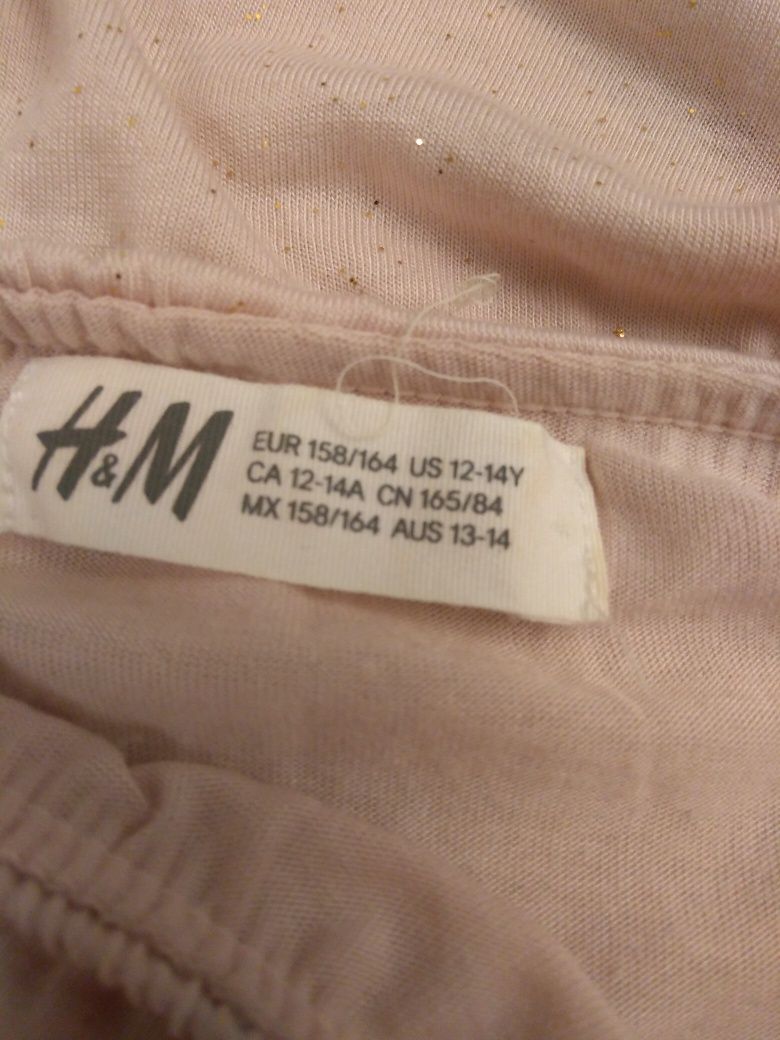 H&M
EUR 158/164 US 12-14Y
CA 12-14A CN 165/84
MX 158/164 AUS 13-14